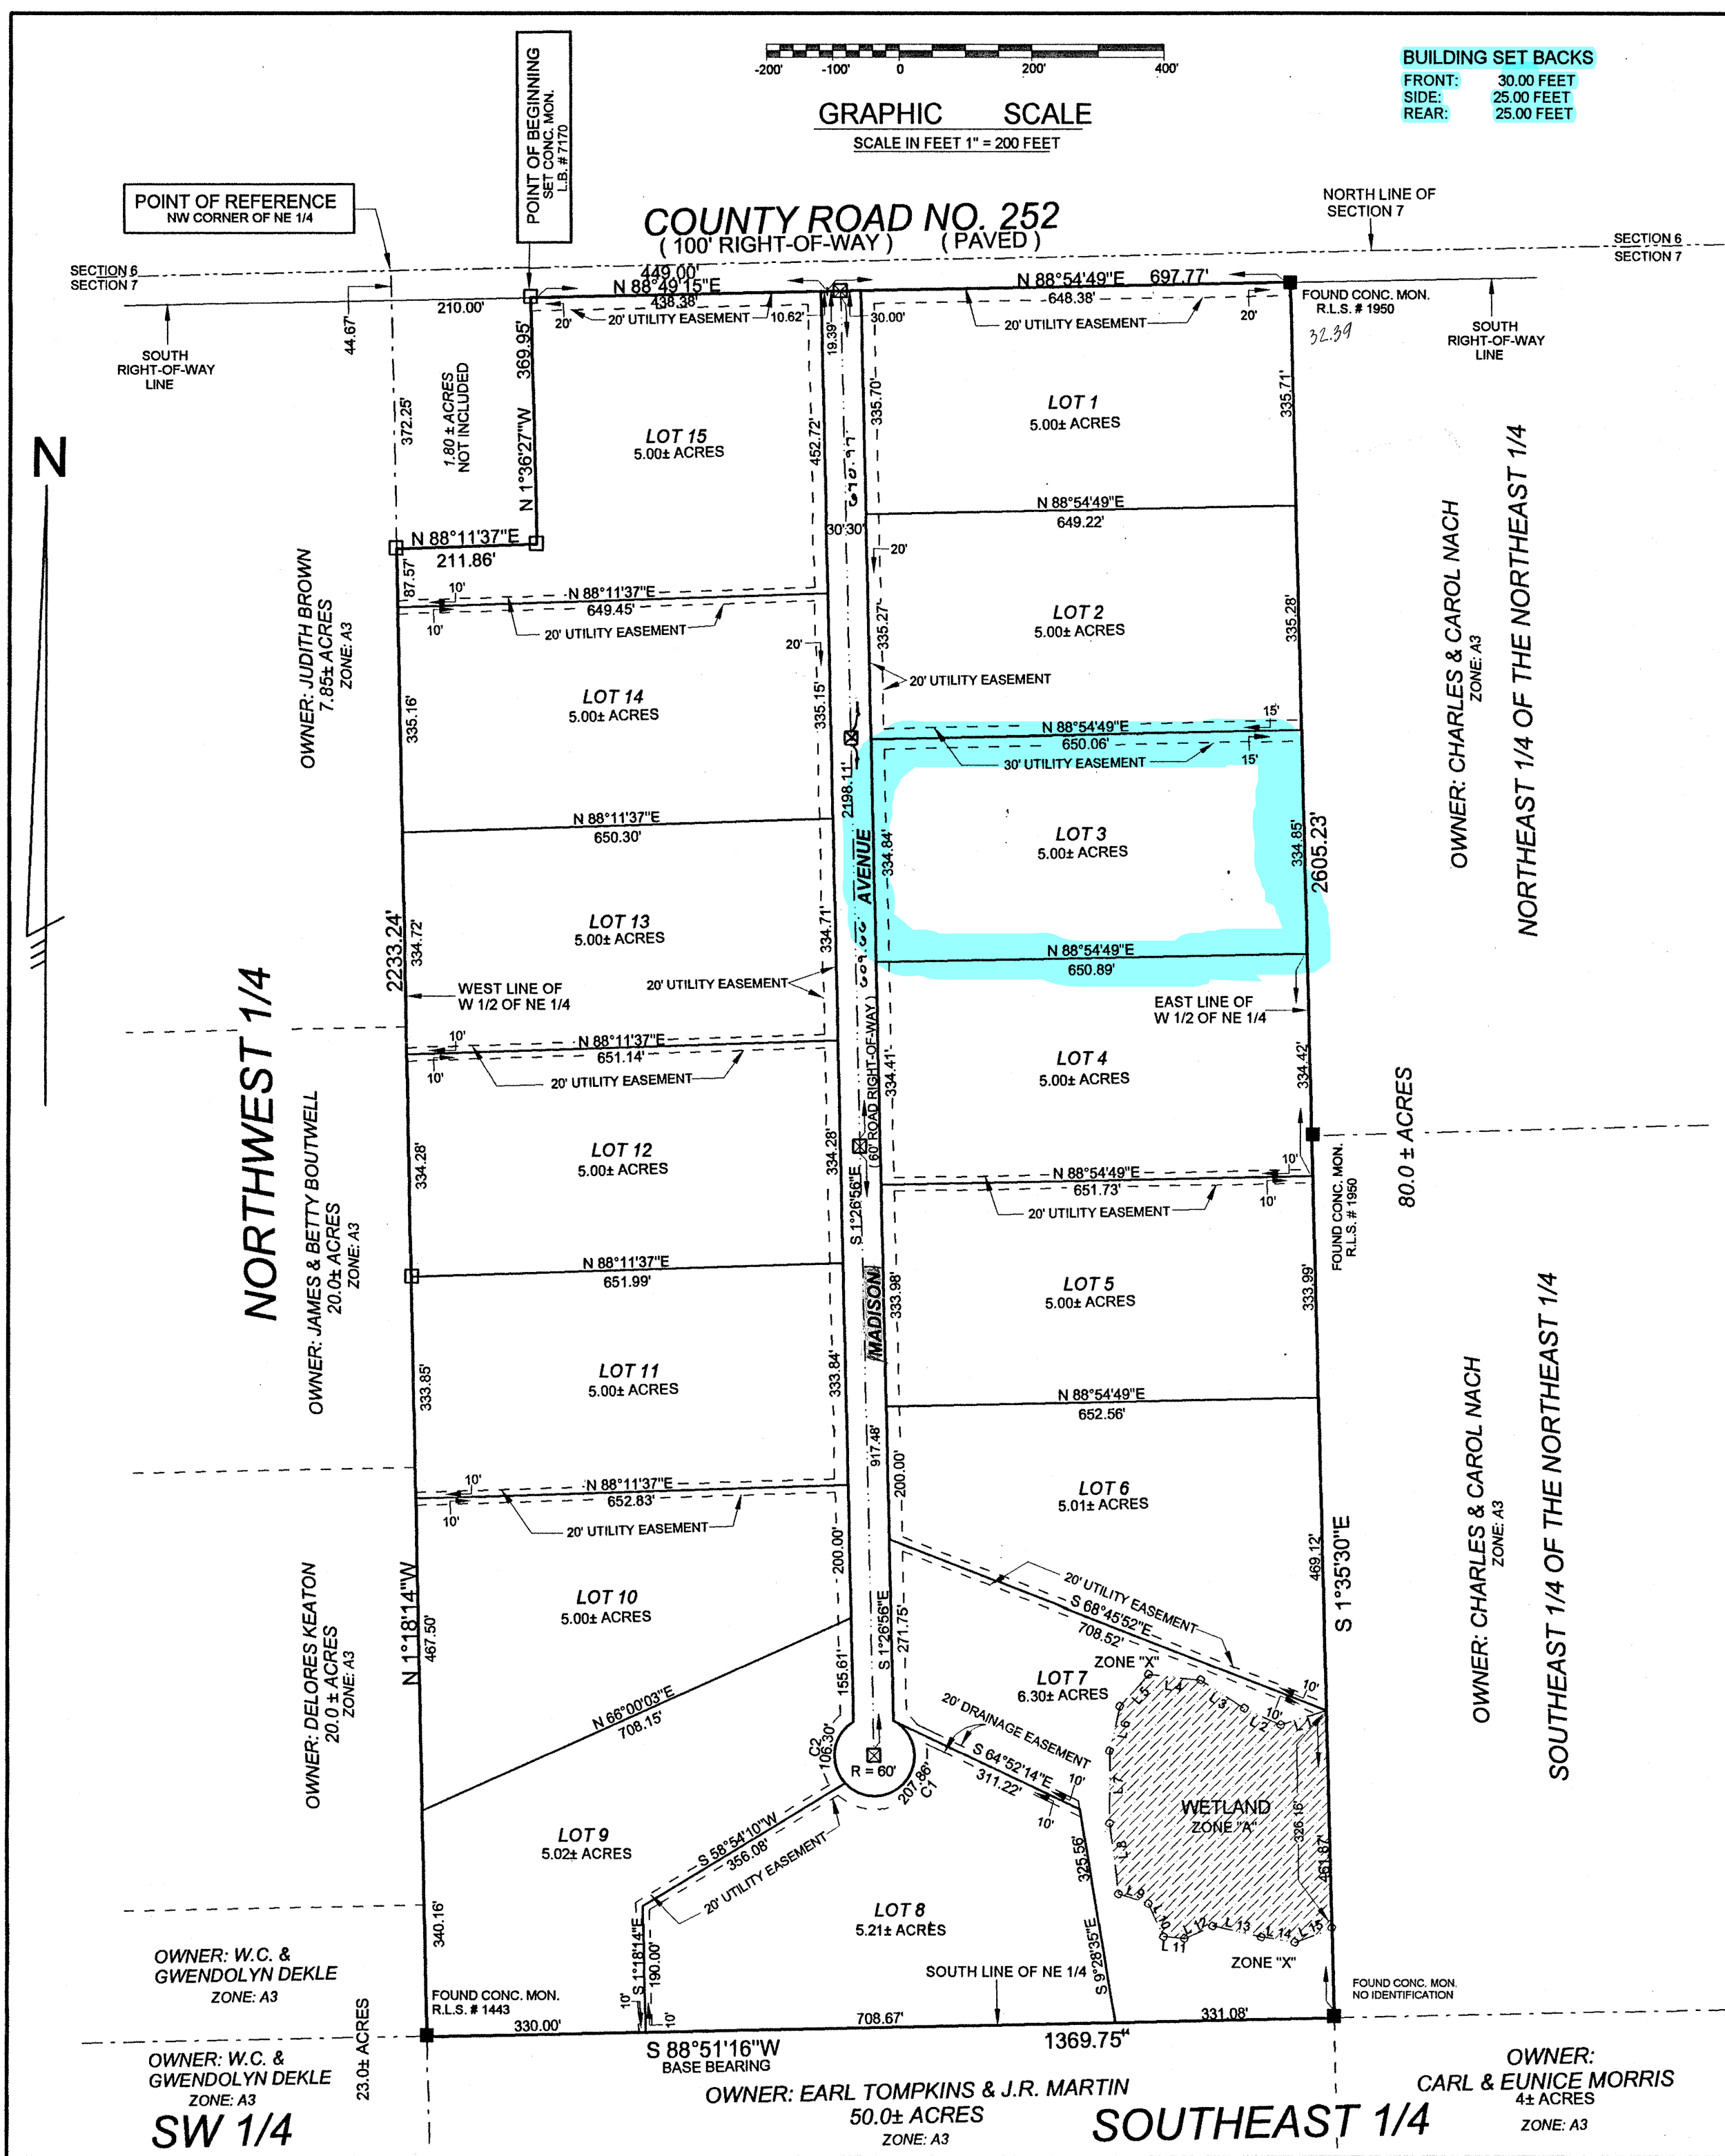 -200' -100' 0 200' 400'
GRAPHIC SCALE
SCALE IN FEET 1" = 200 FEET
BUILDING SET BACKS
FRONT: 30.00 FEET
SIDE: 25.00 FEET
REAR: 25.00 FEET
POINT OF BEGINNING
SET CONC. MON.
L.B. # 7170
POINT OF REFERENCE
NW CORNER OF NE 1/4
NORTH LINE OF
SECTION 7
COUNTY ROAD NO. 252
( 100' RIGHT-OF-WAY ) ( PAVED )
SECTION 6
SECTION 7
SECTION 6
SECTION 7
449.00'
N 88°49'15"E
438.38'
N 88°54'49"E 697.77'
648.38'
FOUND CONC. MON.
R.L.S. # 1950
32.39
SOUTH
RIGHT-OF-WAY
LINE
SOUTH
RIGHT-OF-WAY
LINE
44.67'
210.00'
20'
20' UTILITY EASEMENT
10.62'
19.39'
30.00'
20' UTILITY EASEMENT
20'
372.25'
1.80 ± ACRES
NOT INCLUDED
N 1°36'27"W 369.95'
LOT 15
5.00± ACRES
452.72'
690.97'
335.70'
LOT 1
5.00± ACRES
335.71'
N
N 88°54'49"E
649.22'
30' 30'
20'
N 88°11'37"E
211.86'
87.57'
10'
10'
N 88°11'37"E
649.45'
20' UTILITY EASEMENT
20'
OWNER: JUDITH BROWN
7.85± ACRES
ZONE: A3
335.27'
LOT 2
5.00± ACRES
335.28'
20' UTILITY EASEMENT
OWNER: CHARLES & CAROL NACH
ZONE: A3
NORTHEAST 1/4 OF THE NORTHEAST 1/4
LOT 14
5.00± ACRES
335.16'
335.15'
N 88°54'49"E
650.06'
15'
15'
30' UTILITY EASEMENT
2198.11'
N 88°11'37"E
650.30'
AVENUE
334.84'
LOT 3
5.00± ACRES
334.85'
2605.23'
LOT 13
5.00± ACRES
2233.24'
334.72'
334.71'
609.66'
N 88°54'49"E
650.89'
WEST LINE OF
W 1/2 OF NE 1/4
20' UTILITY EASEMENT
EAST LINE OF
W 1/2 OF NE 1/4
NORTHWEST 1/4
10'
10'
N 88°11'37"E
651.14'
20' UTILITY EASEMENT
( 60' ROAD RIGHT-OF-WAY )
334.41'
LOT 4
5.00± ACRES
334.42'
80.0 ± ACRES
OWNER: JAMES & BETTY BOUTWELL
20.0± ACRES
ZONE: A3
LOT 12
5.00± ACRES
334.28'
334.28'
S 1°26'56"E
N 88°54'49"E
651.73'
10'
10'
20' UTILITY EASEMENT
FOUND CONC. MON.
R.L.S. # 1950
N 88°11'37"E
651.99'
MADISON
333.98'
LOT 5
5.00± ACRES
333.99'
LOT 11
5.00± ACRES
333.85'
333.84'
N 88°54'49"E
652.56'
917.48'
10'
10'
N 88°11'37"E
652.83'
20' UTILITY EASEMENT
200.00'
200.00'
LOT 6
5.01± ACRES
469.12'
S 1°35'30"E
OWNER: CHARLES & CAROL NACH
ZONE: A3
SOUTHEAST 1/4 OF THE NORTHEAST 1/4
OWNER: DELORES KEATON
20.0 ± ACRES
ZONE: A3
N 1°18'14"W
467.50'
LOT 10
5.00± ACRES
20' UTILITY EASEMENT
S 68°45'52"E
708.52'
S 1°26'56"E
271.75'
155.61'
N 66°00'03"E
708.15'
LOT 7
6.30± ACRES
ZONE "X"
L 1
L 2
L 3
L 4
L 5
L 6
L 7
L 8
L 9
L 10
L 11
L 12
L 13
L 14
L 15
10'
10'
20' DRAINAGE EASEMENT
S 64°52'14"E
311.22'
10'
10'
C2
106.30'
R = 60'
207.86'
C1
WETLAND
ZONE "A"
326.16'
461.87'
LOT 9
5.02± ACRES
S 58°54'10"W
356.08'
20' UTILITY EASEMENT
325.56'
S 9°28'35"E
LOT 8
5.21± ACRES
340.16'
S 1°18'14"E
190.00'
10'
10'
SOUTH LINE OF NE 1/4
ZONE "X"
OWNER: W.C. &
GWENDOLYN DEKLE
ZONE: A3
FOUND CONC. MON.
R.L.S. # 1443
FOUND CONC. MON.
NO IDENTIFICATION
330.00'
708.67'
331.08'
S 88°51'16"W
BASE BEARING
1369.75'
23.0± ACRES
OWNER: W.C. &
GWENDOLYN DEKLE
ZONE: A3
SW 1/4
OWNER: EARL TOMPKINS & J.R. MARTIN
50.0± ACRES
ZONE: A3
SOUTHEAST 1/4
OWNER:
CARL & EUNICE MORRIS
4± ACRES
ZONE: A3